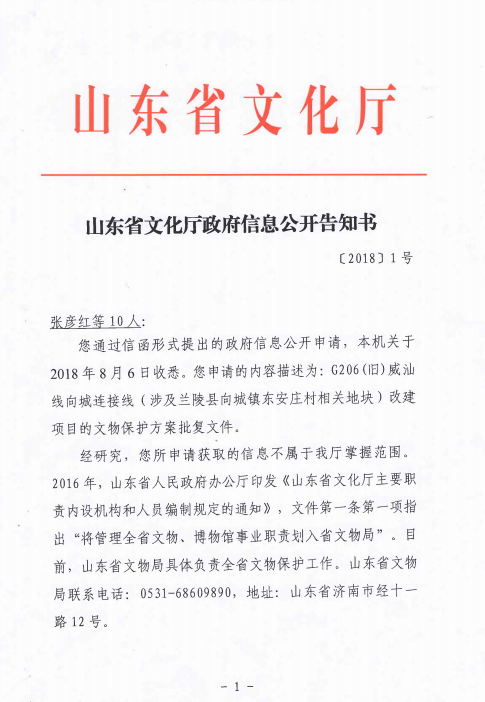 山东省文化厅
山东省文化厅政府信息公开告知书
〔2018〕1号
张彦红等10人:
您通过信函形式提出的政府信息公开申请，本机关于
2018年8月6日收悉。您申请的内容描述为：G206(旧)威汕
线向城连接线（涉及兰陵县向城镇东安庄村相关地块）改建
项目的文物保护方案批复文件。
经研究，您所申请获取的信息不属于我厅掌握范围。
2016年，山东省人民政府办公厅印发《山东省文化厅主要职
责内设机构和人员编制规定的通知》，文件第一条第一项指
出“将管理全省文物、博物馆事业职责划入省文物局”。目
前，山东省文物局具体负责全省文物保护工作。山东省文物
局联系电话：0531-68609890，地址：山东省济南市经十一
路12号。
- 1 -